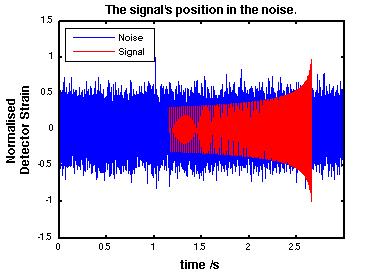 The signal's position in the noise.
1.5
Noise
Signal
1
0.5
0
-0.5
-1
-1.5
Normalised
Detector Strain
0 0.5 1 1.5 2 2.5
time /s